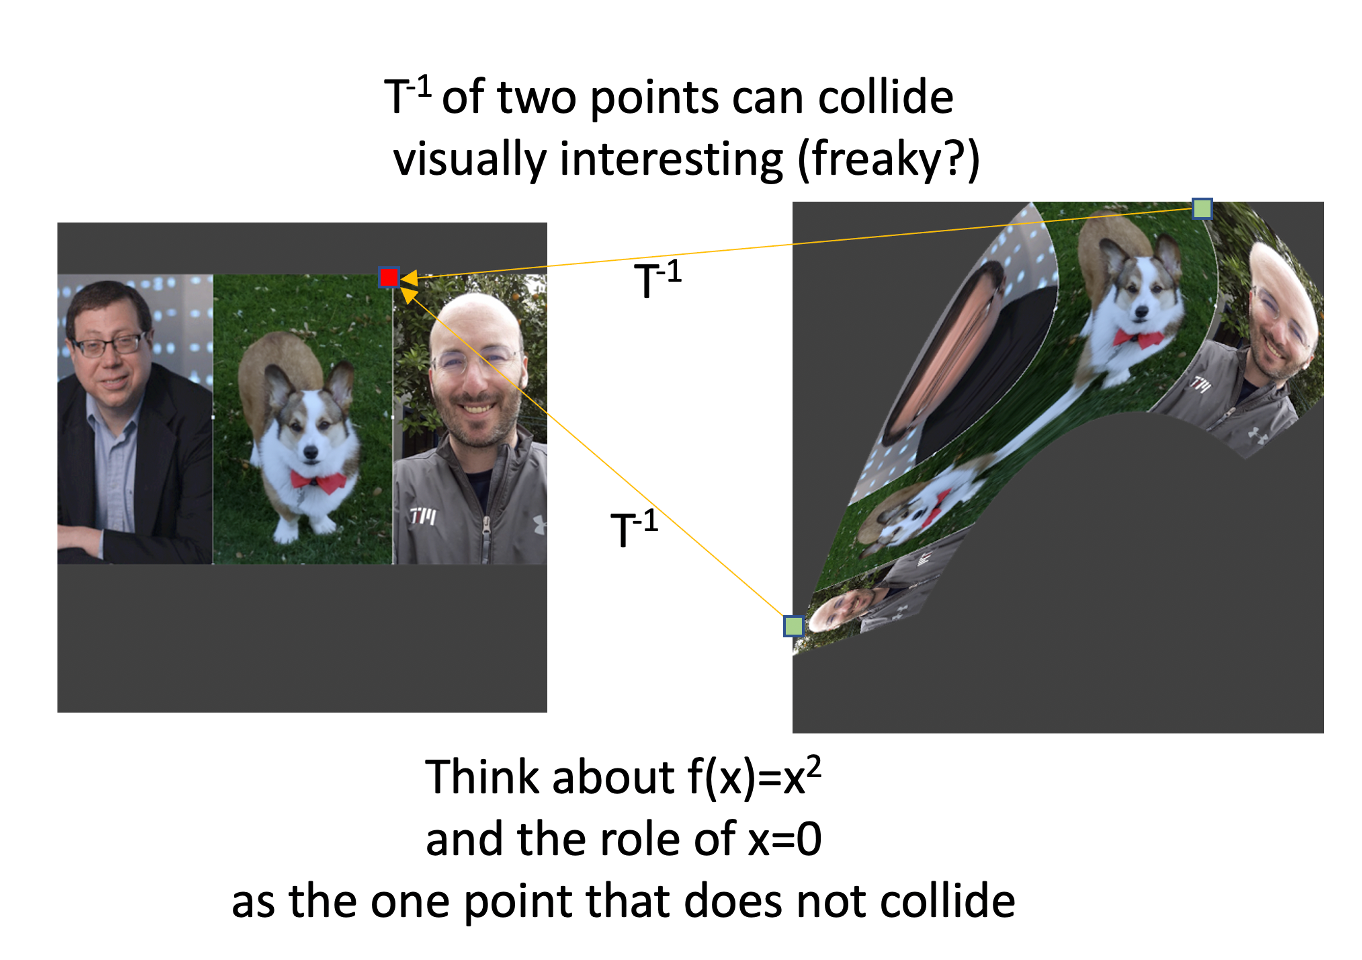 T⁻¹ of two points can collide
visually interesting (freaky?)
T⁻¹
T⁻¹
Think about f(x)=x²
and the role of x=0
as the one point that does not collide